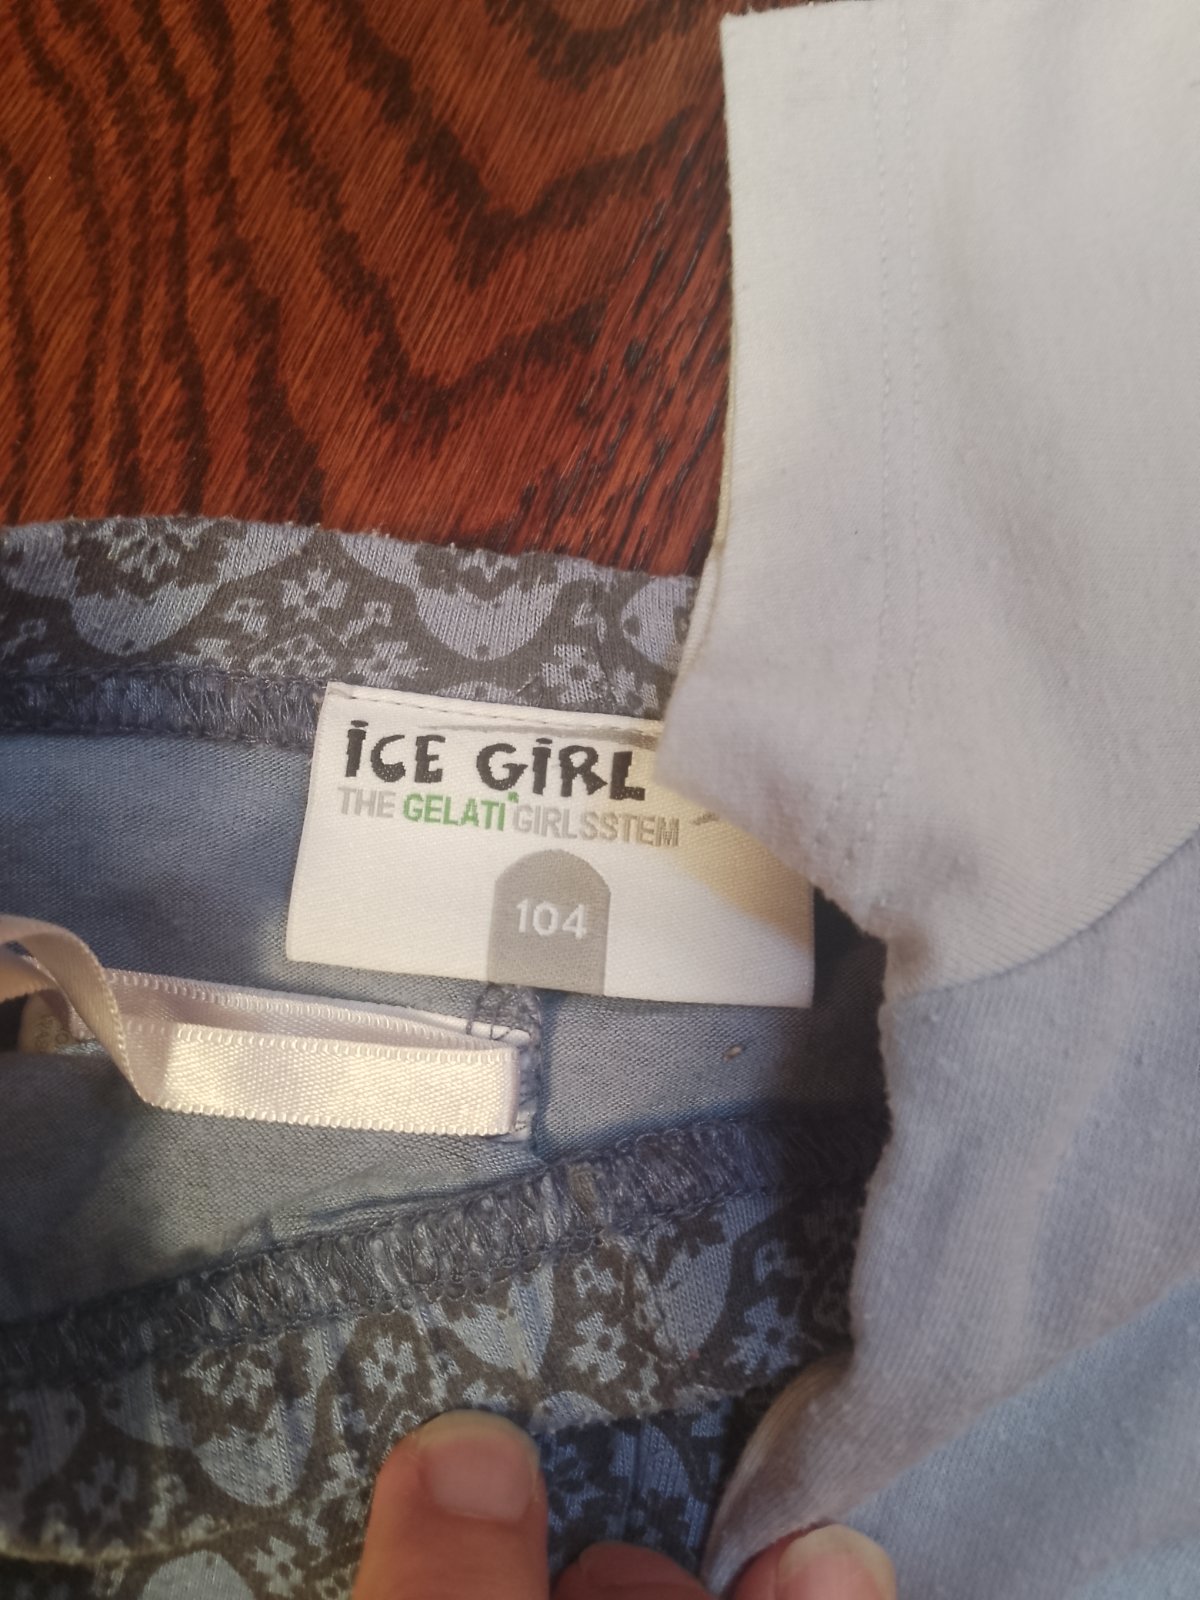 iCE GiRL
THE GELATI GIRLSSTEM
104